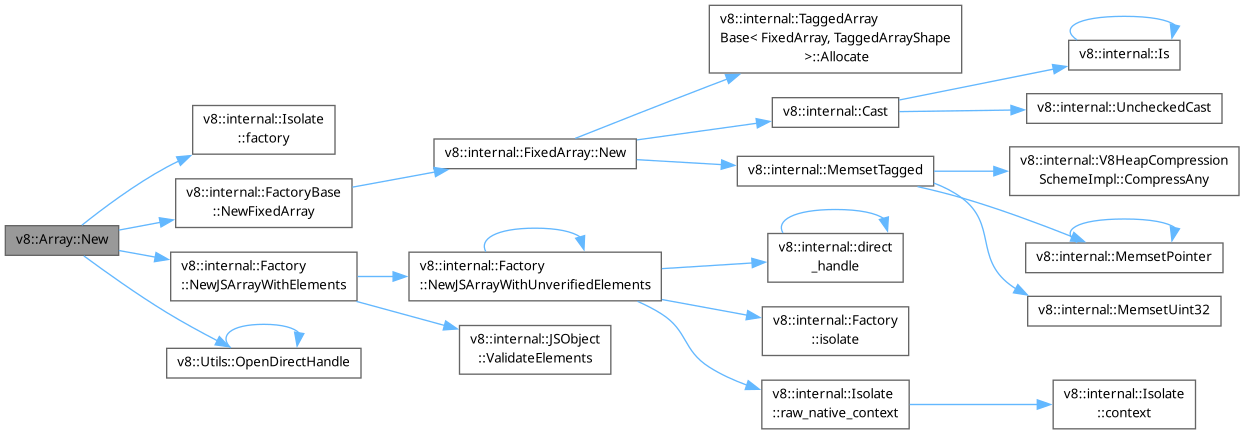 v8::Array::New
v8::internal::Isolate
::factory
v8::internal::FactoryBase
::NewFixedArray
v8::internal::Factory
::NewJSArrayWithElements
v8::Utils::OpenDirectHandle
v8::internal::FixedArray::New
v8::internal::Factory
::NewJSArrayWithUnverifiedElements
v8::internal::JSObject
::ValidateElements
v8::internal::TaggedArray
Base< FixedArray, TaggedArrayShape
>::Allocate
v8::internal::Cast
v8::internal::MemsetTagged
v8::internal::direct
_handle
v8::internal::Factory
::isolate
v8::internal::Isolate
::raw_native_context
v8::internal::Is
v8::internal::UncheckedCast
v8::internal::V8HeapCompression
SchemeImpl::CompressAny
v8::internal::MemsetPointer
v8::internal::MemsetUint32
v8::internal::Isolate
::context